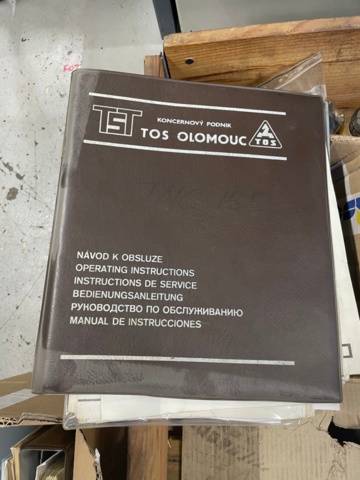 TST
KONCERNOVÝ PODNIK
TOS OLOMOUC
TOS
NÁVOD K OBSLUZE
OPERATING INSTRUCTIONS
INSTRUCTIONS DE SERVICE
BEDIENUNGSANLEITUNG
РУКОВОДСТВО ПО ОБСЛУЖИВАНИЮ
MANUAL DE INSTRUCCIONES